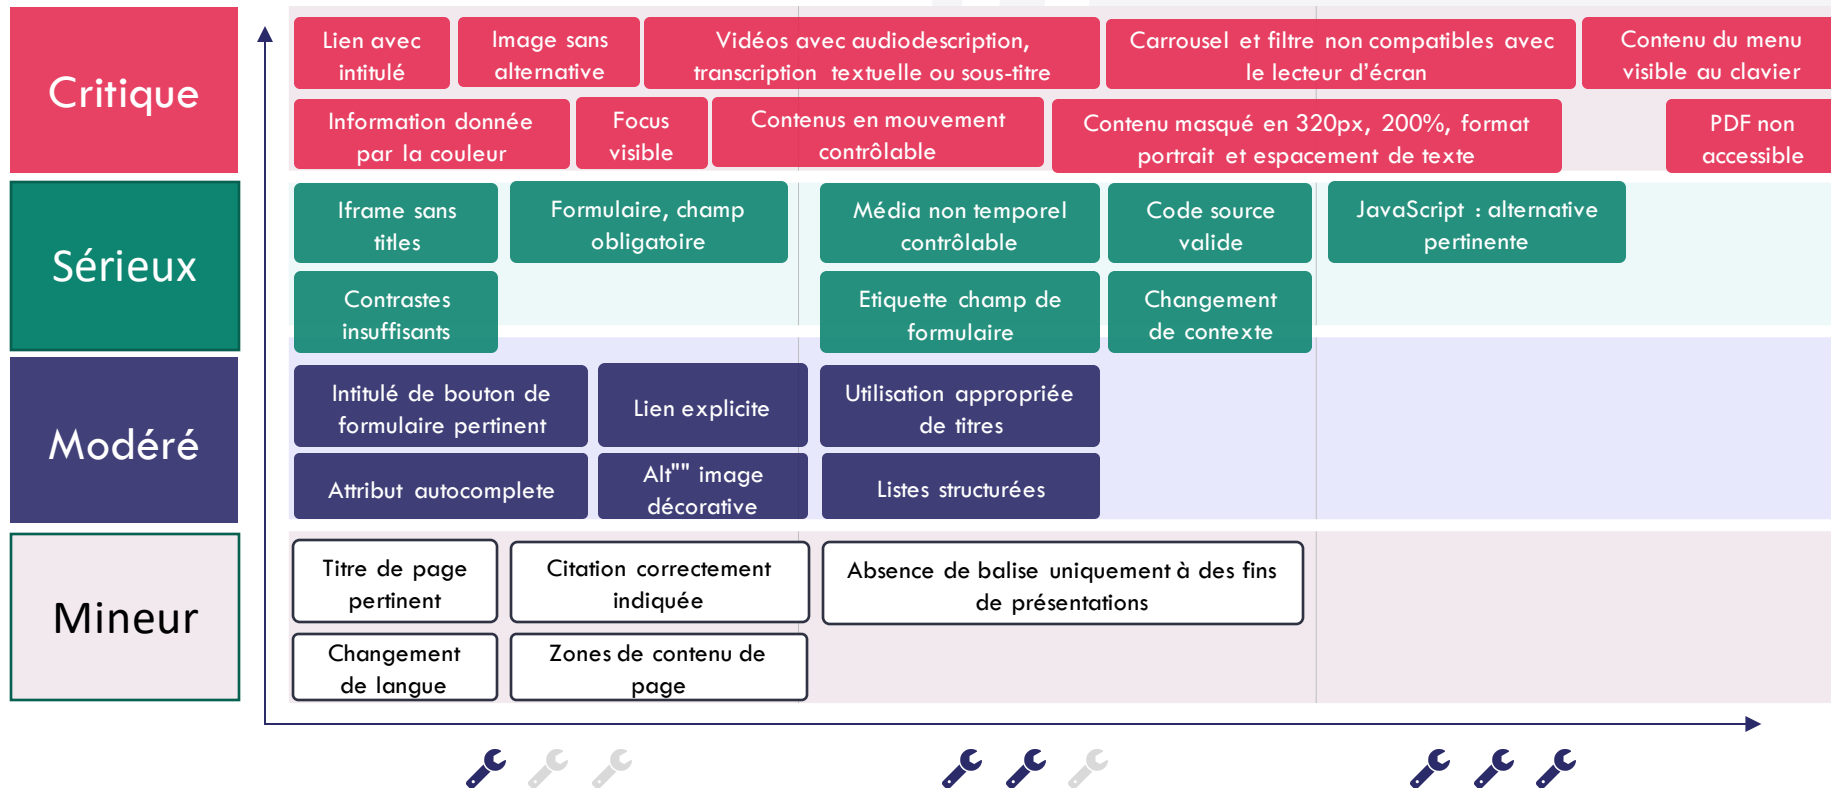 Critique
Lien avec
intitulé
Image sans
alternative
Vidéos avec audiodescription,
transcription textuelle ou sous-titre
Carrousel et filtre non compatibles avec
le lecteur d'écran
Contenu du menu
visible au clavier
Information donnée
par la couleur
Focus
visible
Contenus en mouvement
contrôlable
Contenu masqué en 320px, 200%, format
portrait et espacement de texte
PDF non
accessible
Sérieux
Iframe sans
titles
Formulaire, champ
obligatoire
Média non temporel
contrôlable
Code source
valide
JavaScript : alternative
pertinente
Contrastes
insuffisants
Etiquette champ de
formulaire
Changement
de contexte
Modéré
Intitulé de bouton de
formulaire pertinent
Lien explicite
Utilisation appropriée
de titres
Attribut autocomplete
Alt"" image
décorative
Listes structurées
Mineur
Titre de page
pertinent
Citation correctement
indiquée
Absence de balise uniquement à des fins
de présentations
Changement
de langue
Zones de contenu de
page